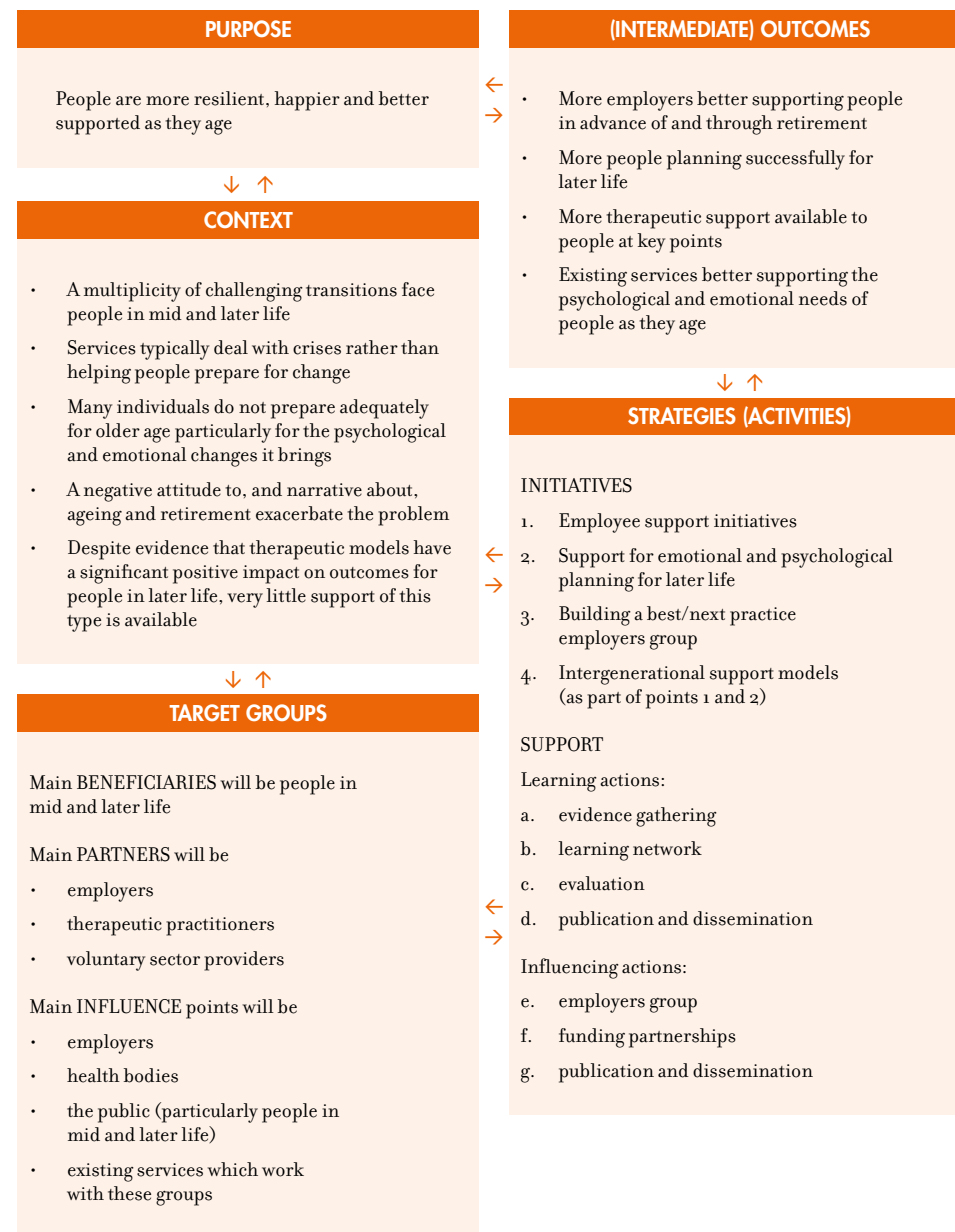 PURPOSE
People are more resilient, happier and better
supported as they age
↓ ↑
CONTEXT
• A multiplicity of challenging transitions face
people in mid and later life
• Services typically deal with crises rather than
helping people prepare for change
• Many individuals do not prepare adequately
for older age particularly for the psychological
and emotional changes it brings
• A negative attitude to, and narrative about,
ageing and retirement exacerbate the problem
• Despite evidence that therapeutic models have
a significant positive impact on outcomes for
people in later life, very little support of this
type is available
↓ ↑
TARGET GROUPS
Main BENEFICIARIES will be people in
mid and later life
Main PARTNERS will be
• employers
• therapeutic practitioners
• voluntary sector providers
Main INFLUENCE points will be
• employers
• health bodies
• the public (particularly people in
mid and later life)
• existing services which work
with these groups
←
→
←
→
←
→
(INTERMEDIATE) OUTCOMES
• More employers better supporting people
in advance of and through retirement
• More people planning successfully for
later life
• More therapeutic support available to
people at key points
• Existing services better supporting the
psychological and emotional needs of
people as they age
↓ ↑
STRATEGIES (ACTIVITIES)
INITIATIVES
1. Employee support initiatives
2. Support for emotional and psychological
planning for later life
3. Building a best/next practice
employers group
4. Intergenerational support models
(as part of points 1 and 2)
SUPPORT
Learning actions:
a. evidence gathering
b. learning network
c. evaluation
d. publication and dissemination
Influencing actions:
e. employers group
f. funding partnerships
g. publication and dissemination